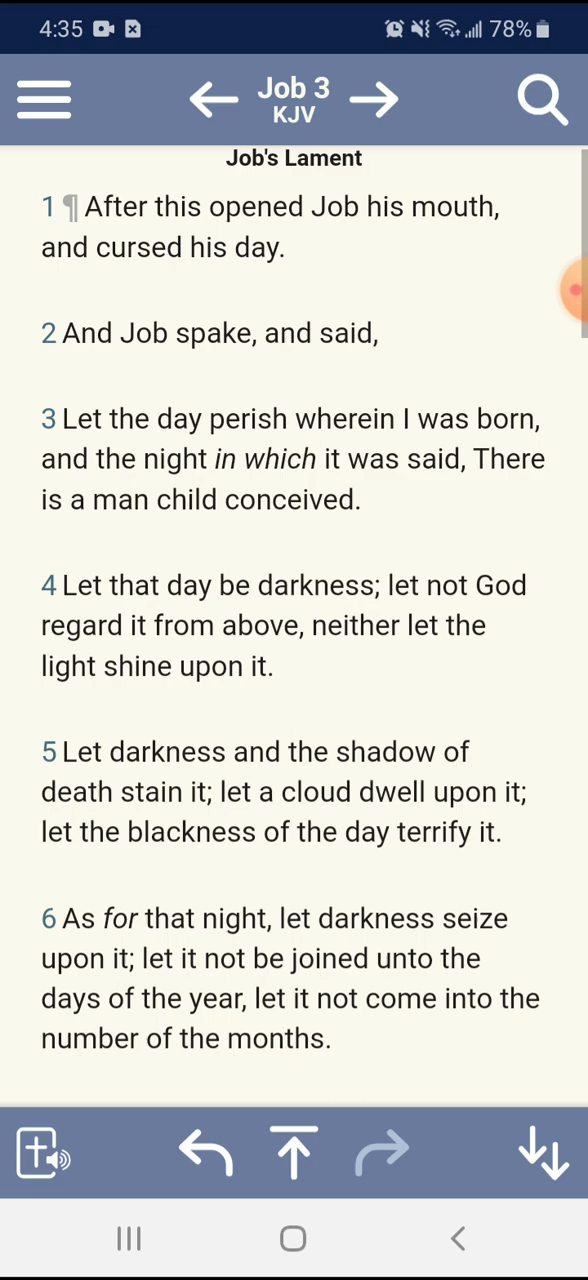 4:35 78%
Job 3
KJV
Job's Lament
1 ¶ After this opened Job his mouth,
and cursed his day.
2 And Job spake, and said,
3 Let the day perish wherein I was born,
and the night in which it was said, There
is a man child conceived.
4 Let that day be darkness; let not God
regard it from above, neither let the
light shine upon it.
5 Let darkness and the shadow of
death stain it; let a cloud dwell upon it;
let the blackness of the day terrify it.
6 As for that night, let darkness seize
upon it; let it not be joined unto the
days of the year, let it not come into the
number of the months.